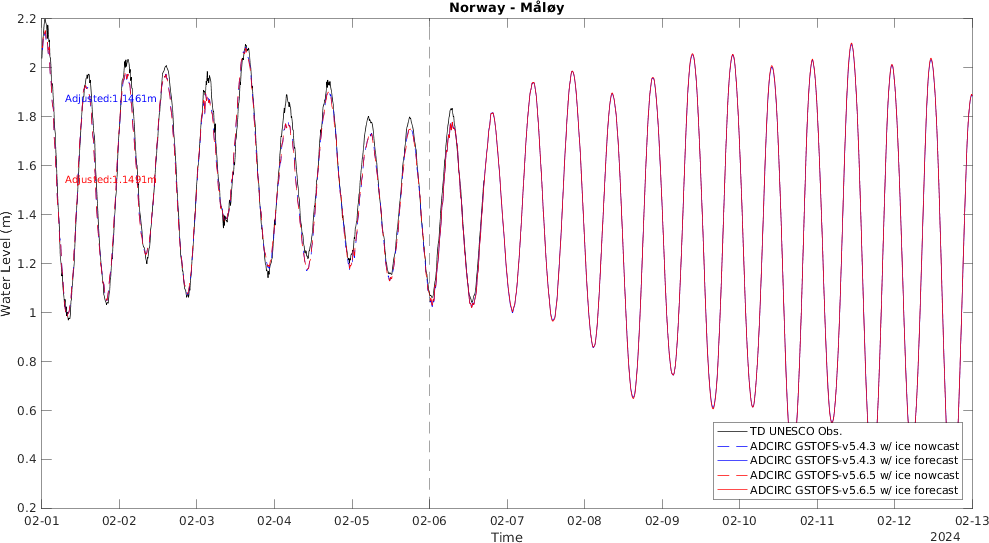 Norway - Måløy
2.2
2
1.8
1.6
1.4
1.2
1
0.8
0.6
0.4
0.2
Water Level (m)
Adjusted:1.1461m
Adjusted:1.1491m
TD UNESCO Obs.
ADCIRC GSTOFS-v5.4.3 w/ ice nowcast
ADCIRC GSTOFS-v5.4.3 w/ ice forecast
ADCIRC GSTOFS-v5.6.5 w/ ice nowcast
ADCIRC GSTOFS-v5.6.5 w/ ice forecast
02-01 02-02 02-03 02-04 02-05 02-06 02-07 02-08 02-09 02-10 02-11 02-12 02-13
Time
2024